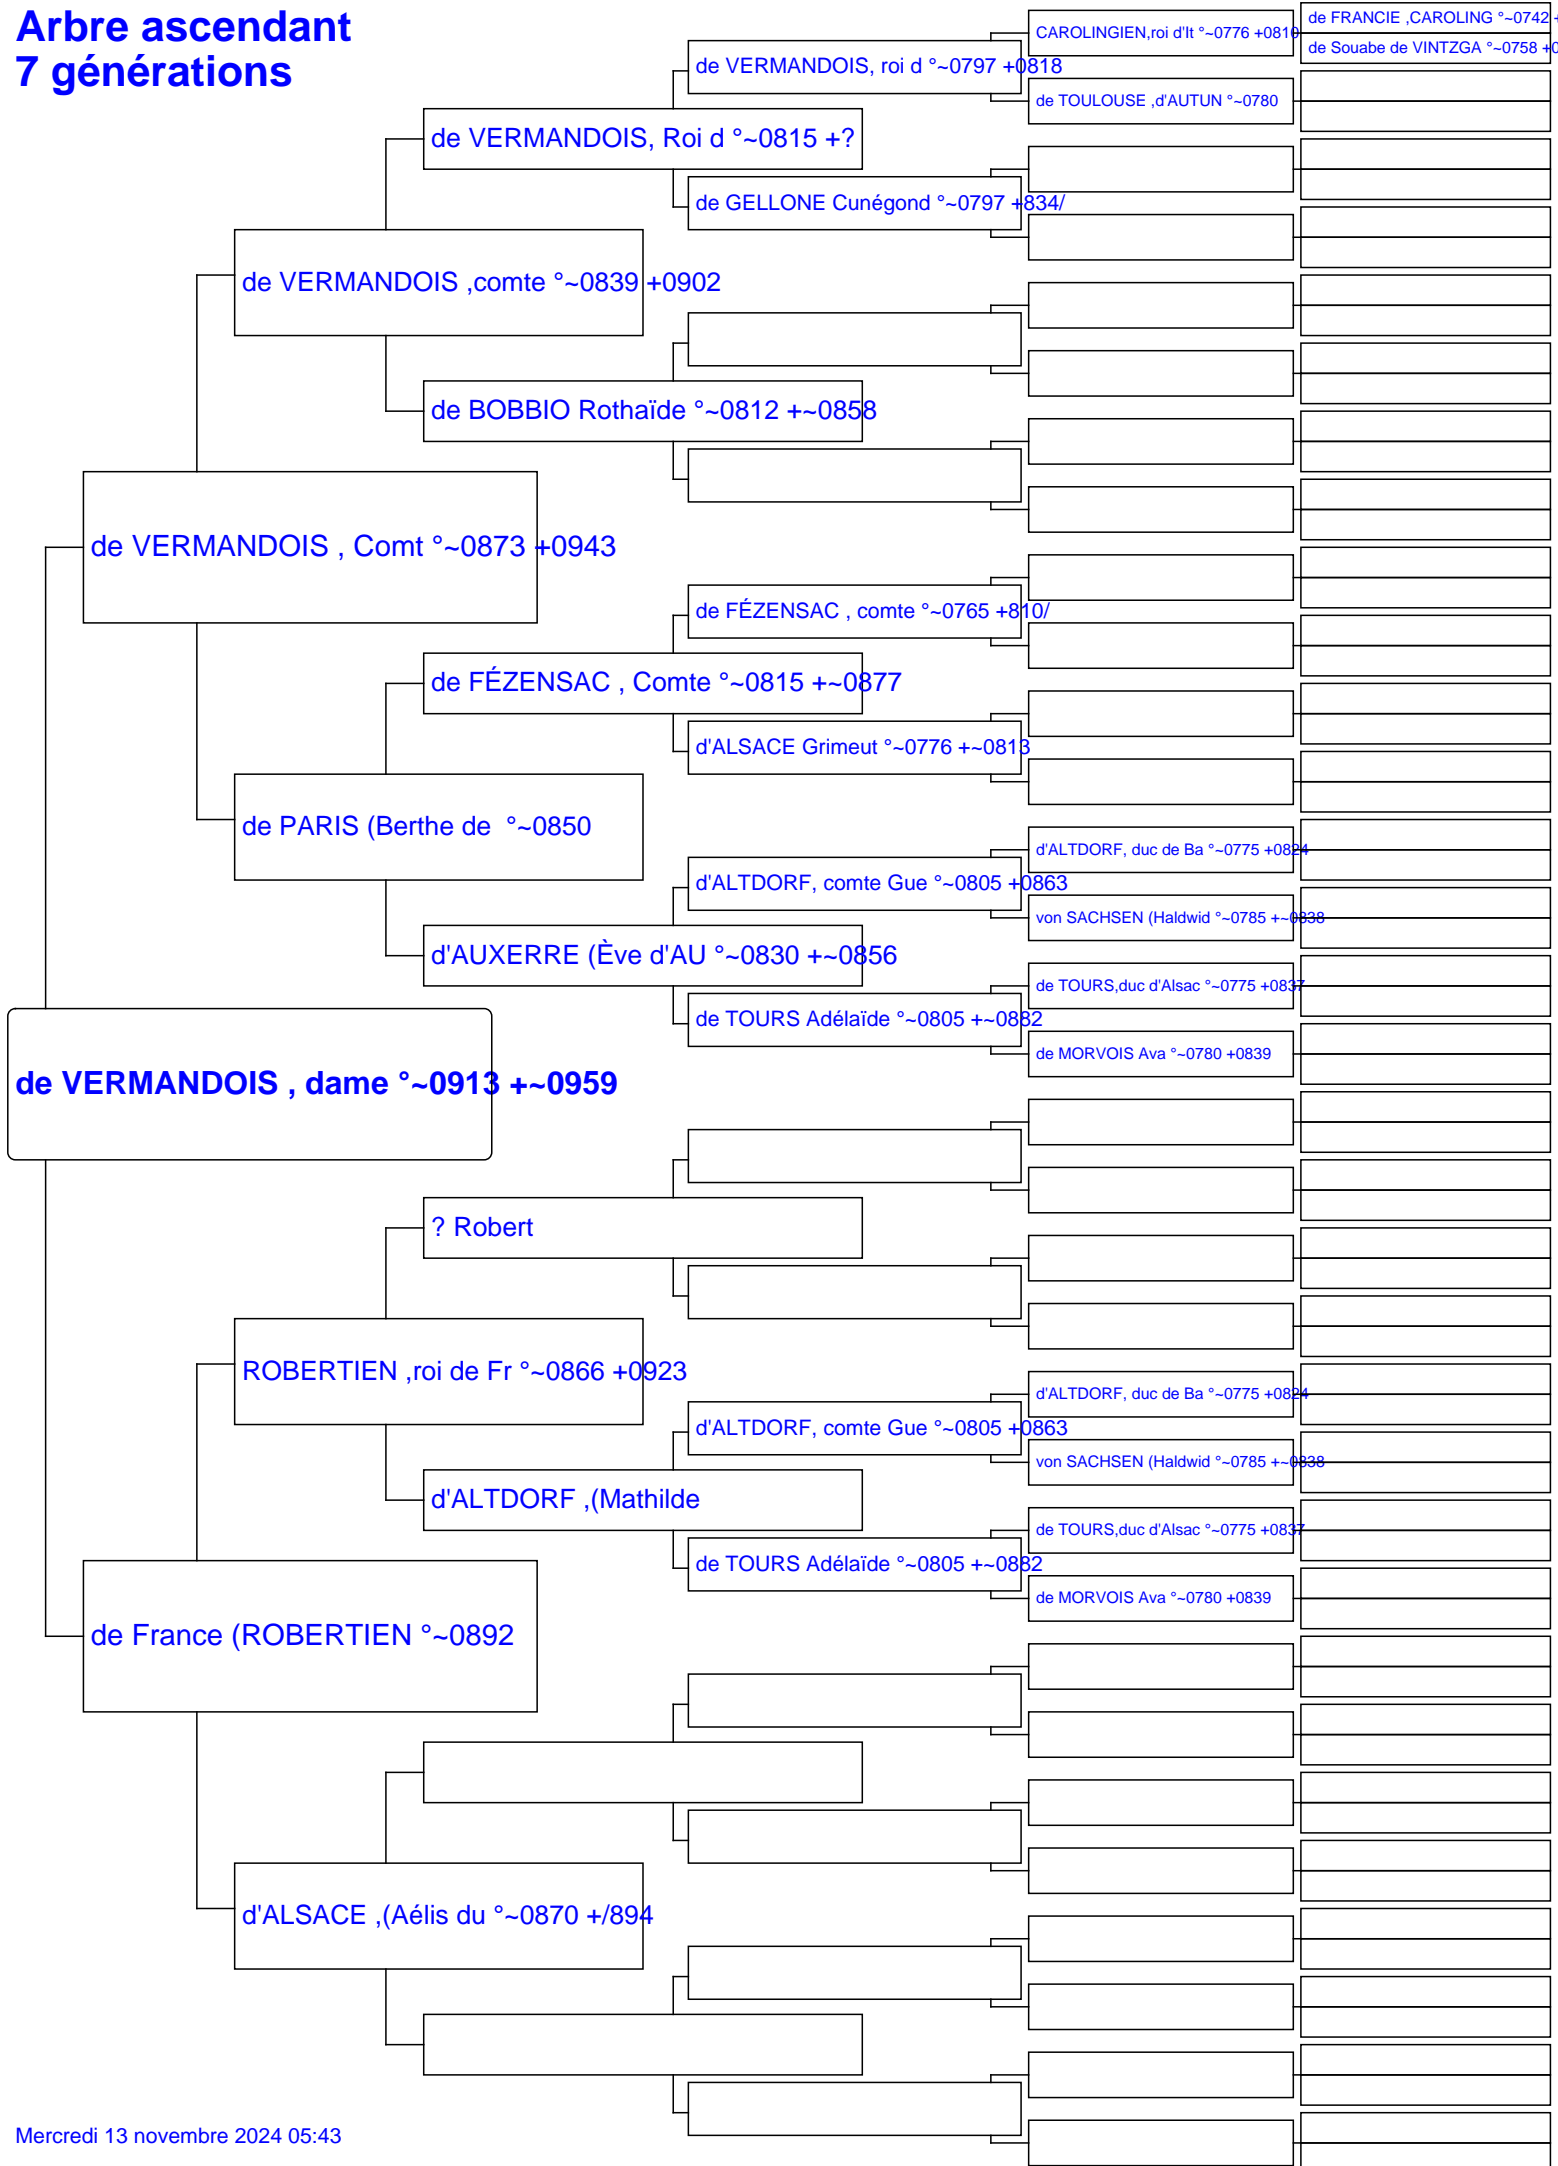 Arbre ascendant
7 générations
de FRANCIE ,CAROLING °~0742 +
CAROLINGIEN,roi d'It °~0776 +0810
de Souabe de VINTZGA °~0758 +0
de VERMANDOIS, roi d °~0797 +0818
de TOULOUSE ,d'AUTUN °~0780
de VERMANDOIS, Roi d °~0815 +?
de GELLONE Cunégond °~0797 +834/
de VERMANDOIS ,comte °~0839 +0902
de BOBBIO Rothaïde °~0812 +~0858
de VERMANDOIS , Comt °~0873 +0943
de FÉZENSAC , comte °~0765 +810/
de FÉZENSAC , Comte °~0815 +~0877
d'ALSACE Grimeut °~0776 +~0813
de PARIS (Berthe de  °~0850
d'ALTDORF, duc de Ba °~0775 +0824
d'ALTDORF, comte Gue °~0805 +0863
von SACHSEN (Haldwid °~0785 +~0838
d'AUXERRE (Ève d'AU °~0830 +~0856
de TOURS,duc d'Alsac °~0775 +0837
de TOURS Adélaïde °~0805 +~0882
de MORVOIS Ava °~0780 +0839
de VERMANDOIS , dame °~0913 +~0959
? Robert
ROBERTIEN ,roi de Fr °~0866 +0923
d'ALTDORF, duc de Ba °~0775 +0824
d'ALTDORF, comte Gue °~0805 +0863
von SACHSEN (Haldwid °~0785 +~0838
d'ALTDORF ,(Mathilde
de TOURS,duc d'Alsac °~0775 +0837
de TOURS Adélaïde °~0805 +~0882
de MORVOIS Ava °~0780 +0839
de France (ROBERTIEN °~0892
d'ALSACE ,(Aélis du °~0870 +/894
Mercredi 13 novembre 2024 05:43